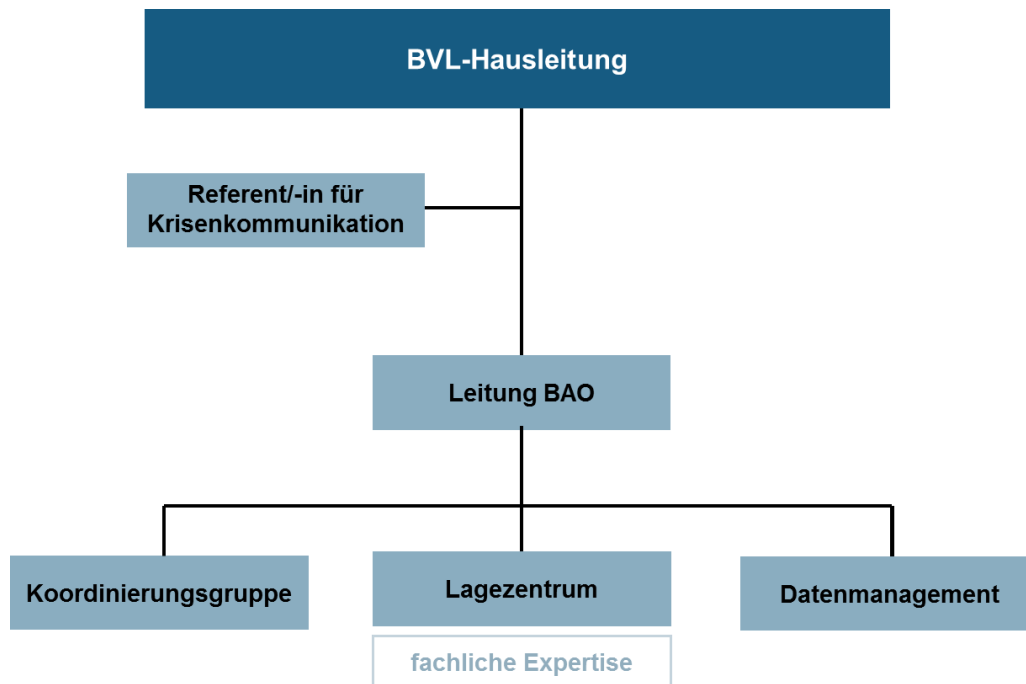 BVL-Hausleitung
Referent/-in für
Krisenkommunikation
Leitung BAO
Koordinierungsgruppe
Lagezentrum
Datenmanagement
fachliche Expertise